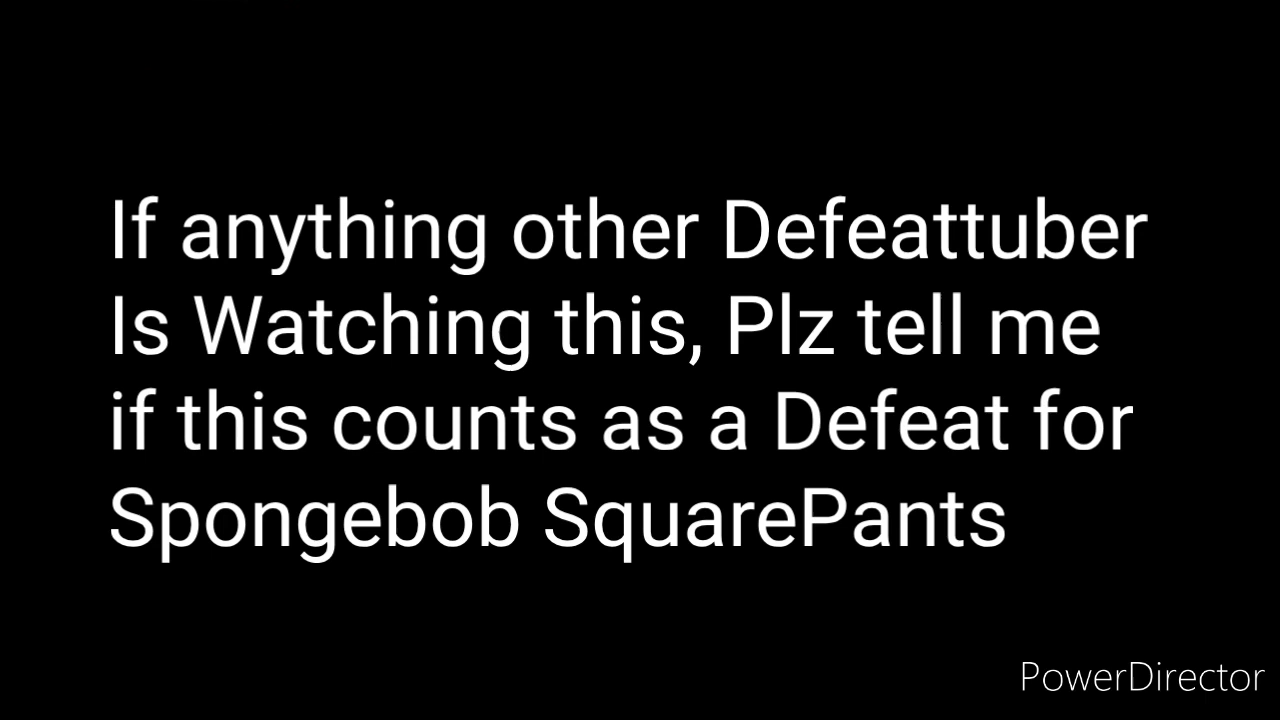 If anything other Defeattuber
Is Watching this, Plz tell me
if this counts as a Defeat for
Spongebob SquarePants
PowerDirector